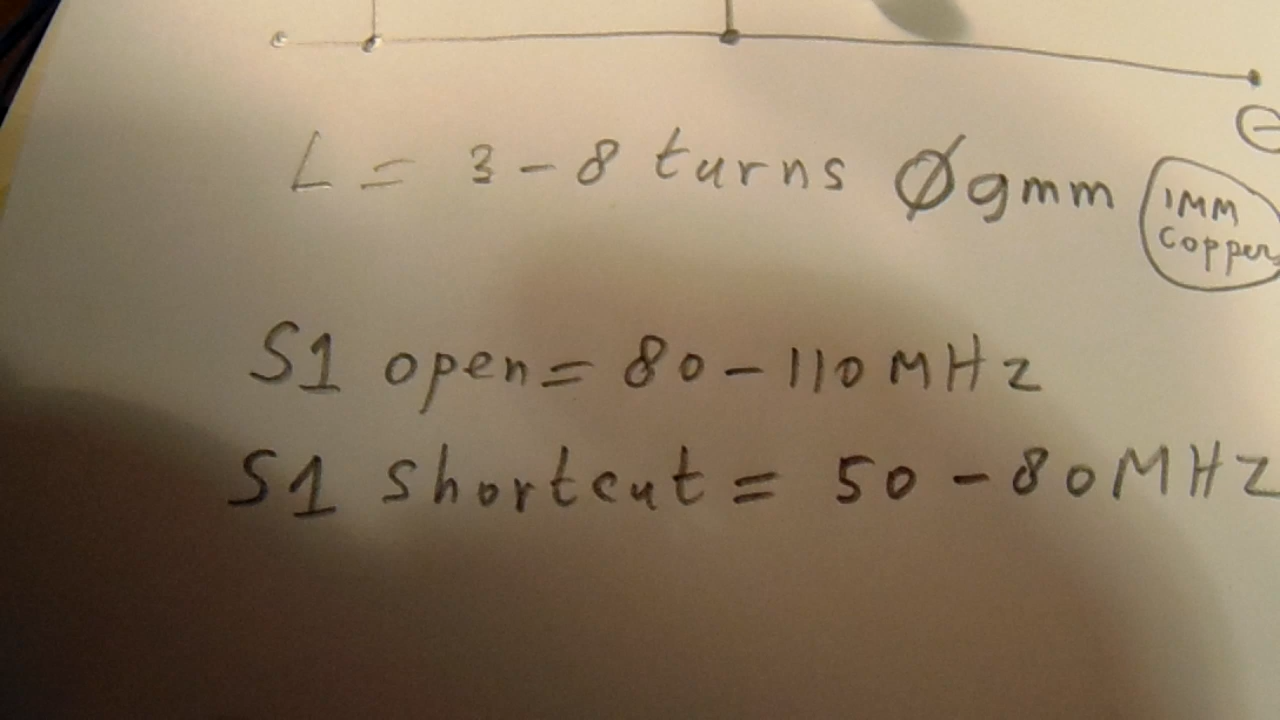 L = 3-8 turns Ø9mm
1MM
Copper
S1 open= 80-110MHz
S1 Shortcut = 50-80MHZ